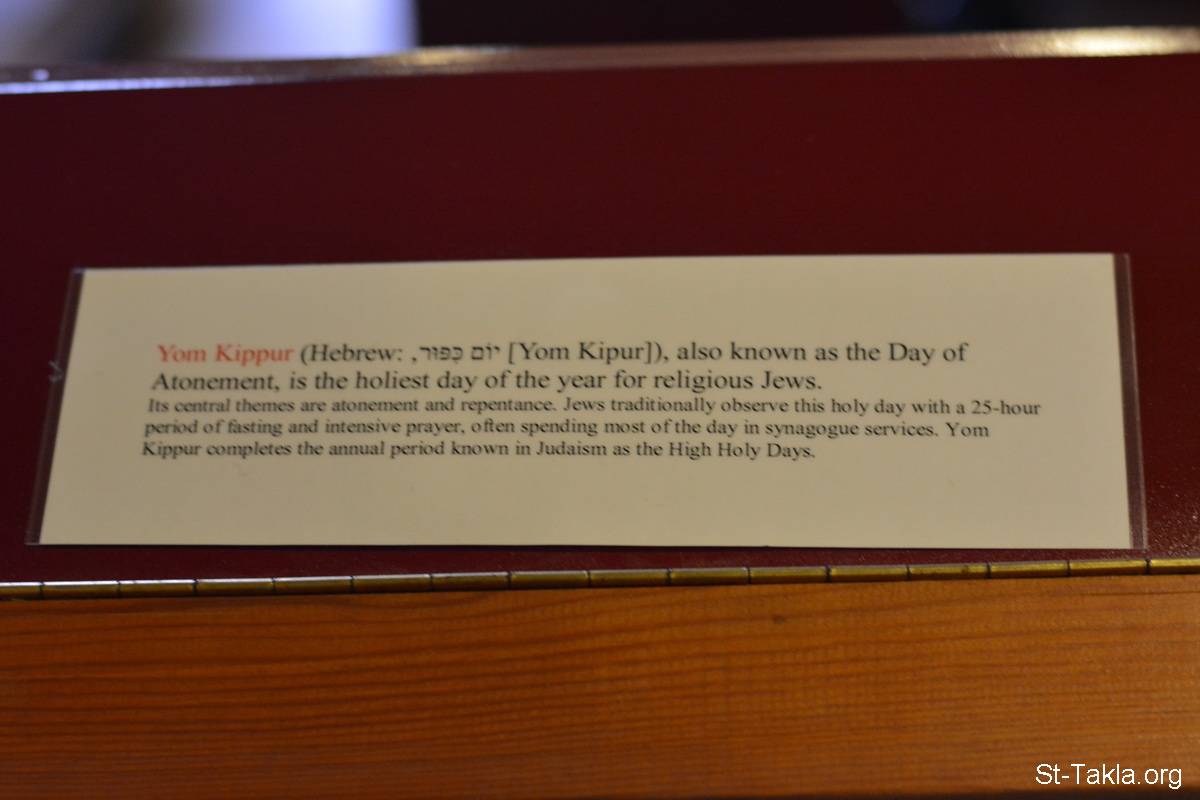 Yom Kippur (Hebrew: ,יוֹם כִּפּוּר [Yom Kipur]), also known as the Day of
Atonement, is the holiest day of the year for religious Jews.
Its central themes are atonement and repentance. Jews traditionally observe this holy day with a 25-hour
period of fasting and intensive prayer, often spending most of the day in synagogue services. Yom
Kippur completes the annual period known in Judaism as the High Holy Days.
St-Takla.org